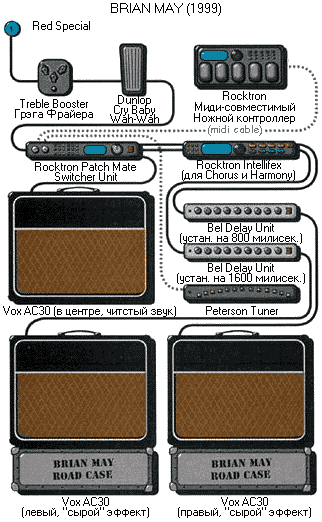 BRIAN MAY (1999)
Red Special
Treble Booster
Грэга Фрайера
Dunlop
Cry Baby
Wah-Wah
Rocktron
Миди-совместимый
Ножной контроллер
(midi cable)
Rocktron Patch Mate
Switcher Unit
Rocktron Intellifex
(для Chorus и Harmony)
Bel Delay Unit
(устан. на 800 милисек.)
Bel Delay Unit
(устан. на 1600 милисек.)
Peterson Tuner
Vox AC30 (в центре, читстый звук)
BRIAN MAY
ROAD CASE
BRIAN MAY
ROAD CASE
Vox AC30
(левый, "сырой" эффект)
Vox AC30
(правый, "сырой" эффект)